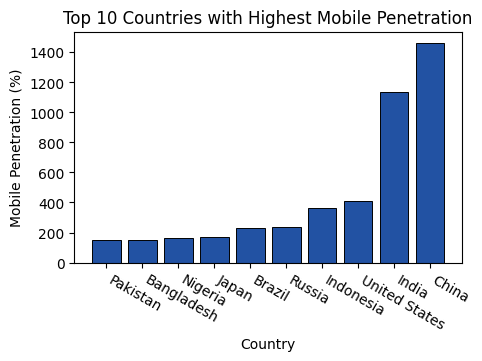 Top 10 Countries with Highest Mobile Penetration
Mobile Penetration (%)
1400
1200
1000
800
600
400
200
0
Pakistan
Bangladesh
Nigeria
Japan
Brazil
Russia
Indonesia
United States
India
China
Country